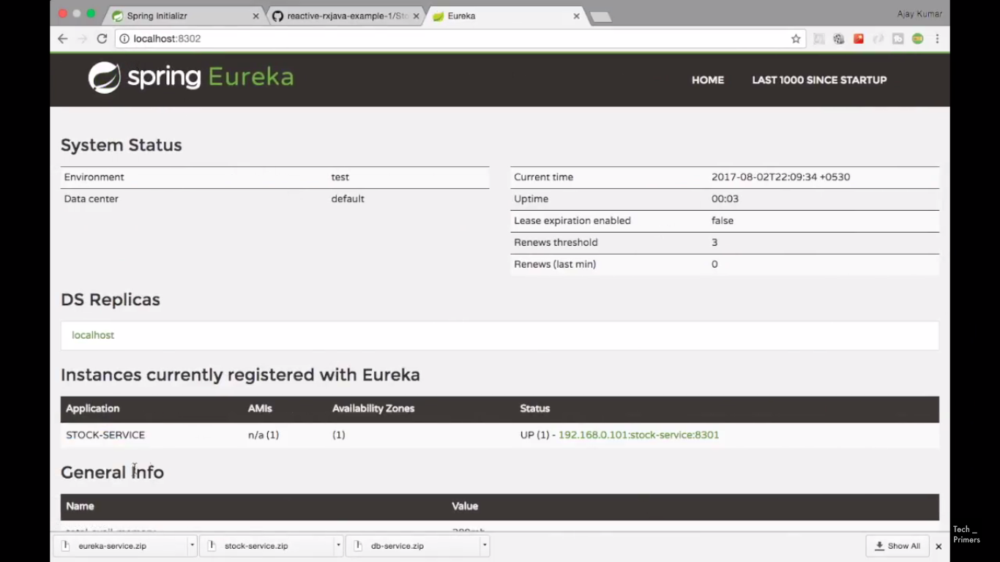 Spring Initializr
reactive-rxjava-example-1/Sto
Eureka
Ajay Kumar
localhost:8302
spring Eureka
HOME
LAST 1000 SINCE STARTUP
System Status
Environment test
Data center default
Current time 2017-08-02T22:09:34 +0530
Uptime 00:03
Lease expiration enabled false
Renews threshold 3
Renews (last min) 0
DS Replicas
localhost
Instances currently registered with Eureka
Application AMIs Availability Zones Status
STOCK-SERVICE n/a (1) (1) UP (1) - 192.168.0.101:stock-service:8301
General Info
Name Value
eureka-service.zip
stock-service.zip
db-service.zip
Show All
Tech _
Primers